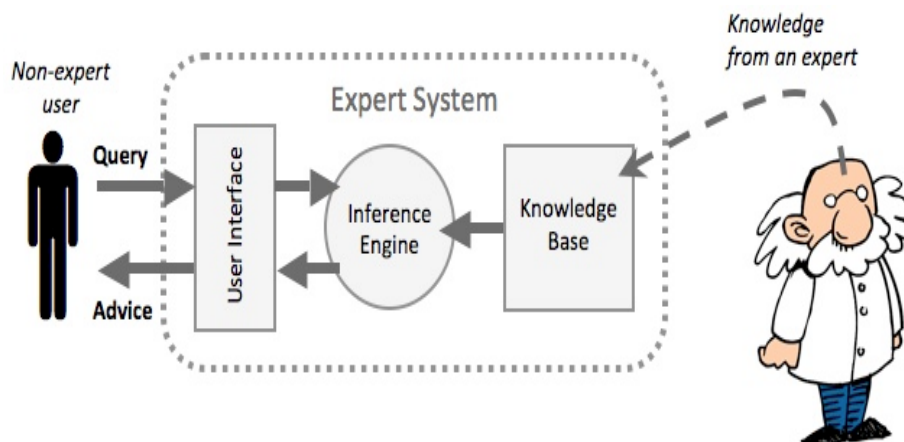 Knowledge
from an expert
Non-expert
user
Expert System
Query
User Interface
Inference
Engine
Knowledge
Base
Advice